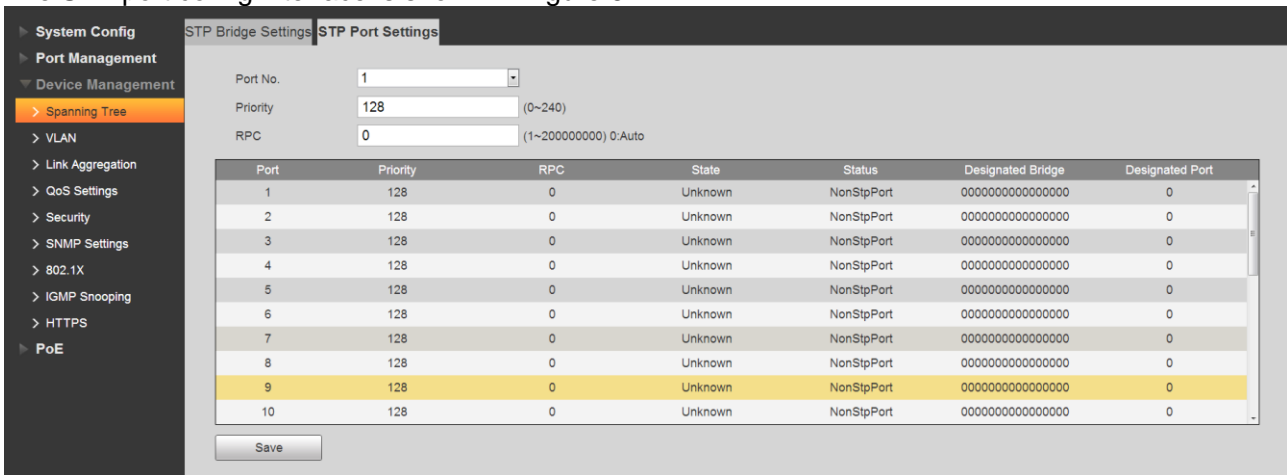 System Config
Port Management
Device Management
Spanning Tree
VLAN
Link Aggregation
QoS Settings
Security
SNMP Settings
802.1X
IGMP Snooping
HTTPS
PoE
STP Bridge Settings STP Port Settings
Port No. 1
Priority 128 (0~240)
RPC 0 (1~200000000) 0:Auto
Port Priority RPC State Status Designated Bridge Designated Port
1 128 0 Unknown NonStpPort 0000000000000000 0
2 128 0 Unknown NonStpPort 0000000000000000 0
3 128 0 Unknown NonStpPort 0000000000000000 0
4 128 0 Unknown NonStpPort 0000000000000000 0
5 128 0 Unknown NonStpPort 0000000000000000 0
6 128 0 Unknown NonStpPort 0000000000000000 0
7 128 0 Unknown NonStpPort 0000000000000000 0
8 128 0 Unknown NonStpPort 0000000000000000 0
9 128 0 Unknown NonStpPort 0000000000000000 0
10 128 0 Unknown NonStpPort 0000000000000000 0
Save